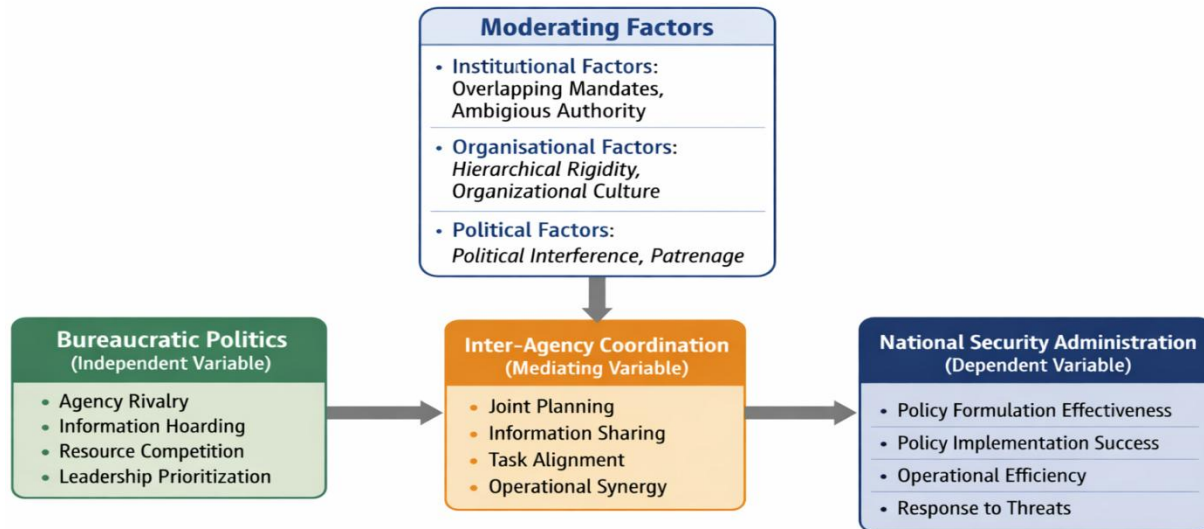 Moderating Factors
• Institutional Factors:
Overlapping Mandates,
Ambigious Authority
• Organisational Factors:
Hierarchical Rigidity,
Organizational Culture
• Political Factors:
Political Interference, Patrenage
Bureaucratic Politics
(Independent Variable)
• Agency Rivalry
• Information Hoarding
• Resource Competition
• Leadership Prioritization
Inter-Agency Coordination
(Mediating Variable)
• Joint Planning
• Information Sharing
• Task Alignment
• Operational Synergy
National Security Administration
(Dependent Variable)
• Policy Formulation Effectiveness
• Policy Implementation Success
• Operational Efficiency
• Response to Threats